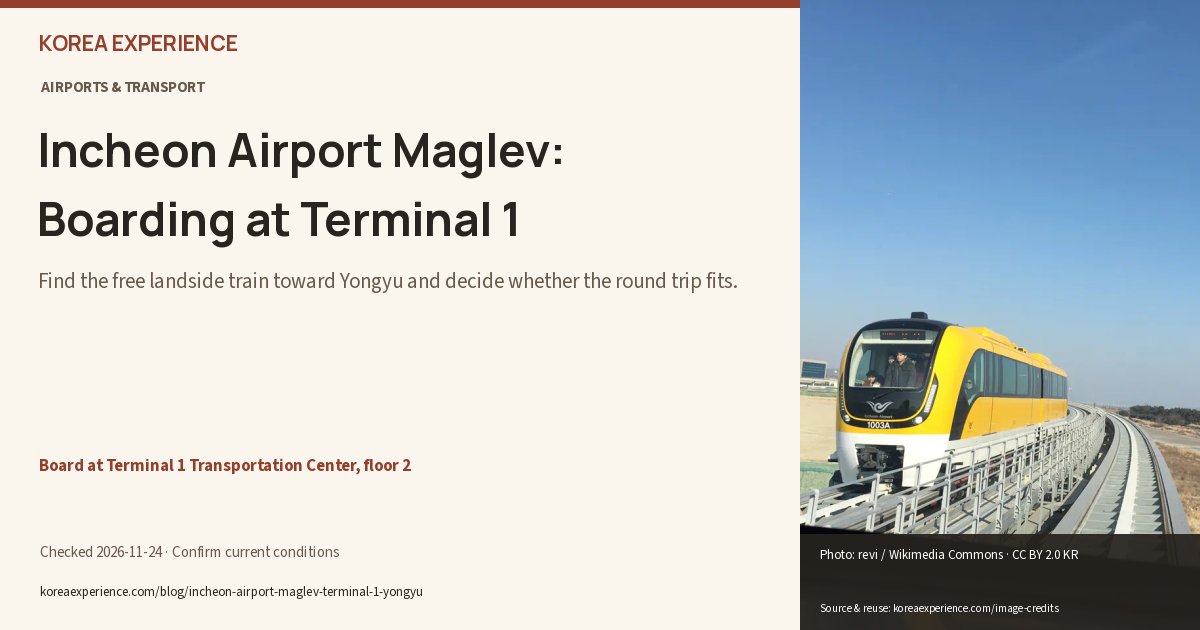 KOREA EXPERIENCE
AIRPORTS & TRANSPORT
Incheon Airport Maglev:
Boarding at Terminal 1
Find the free landside train toward Yongyu and decide whether the round trip fits.
Board at Terminal 1 Transportation Center, floor 2
Checked 2026-11-24 · Confirm current conditions
koreaexperience.com/blog/incheon-airport-maglev-terminal-1-yongyu
1003A
Photo: revi / Wikimedia Commons · CC BY 2.0 KR
Source & reuse: koreaexperience.com/image-credits